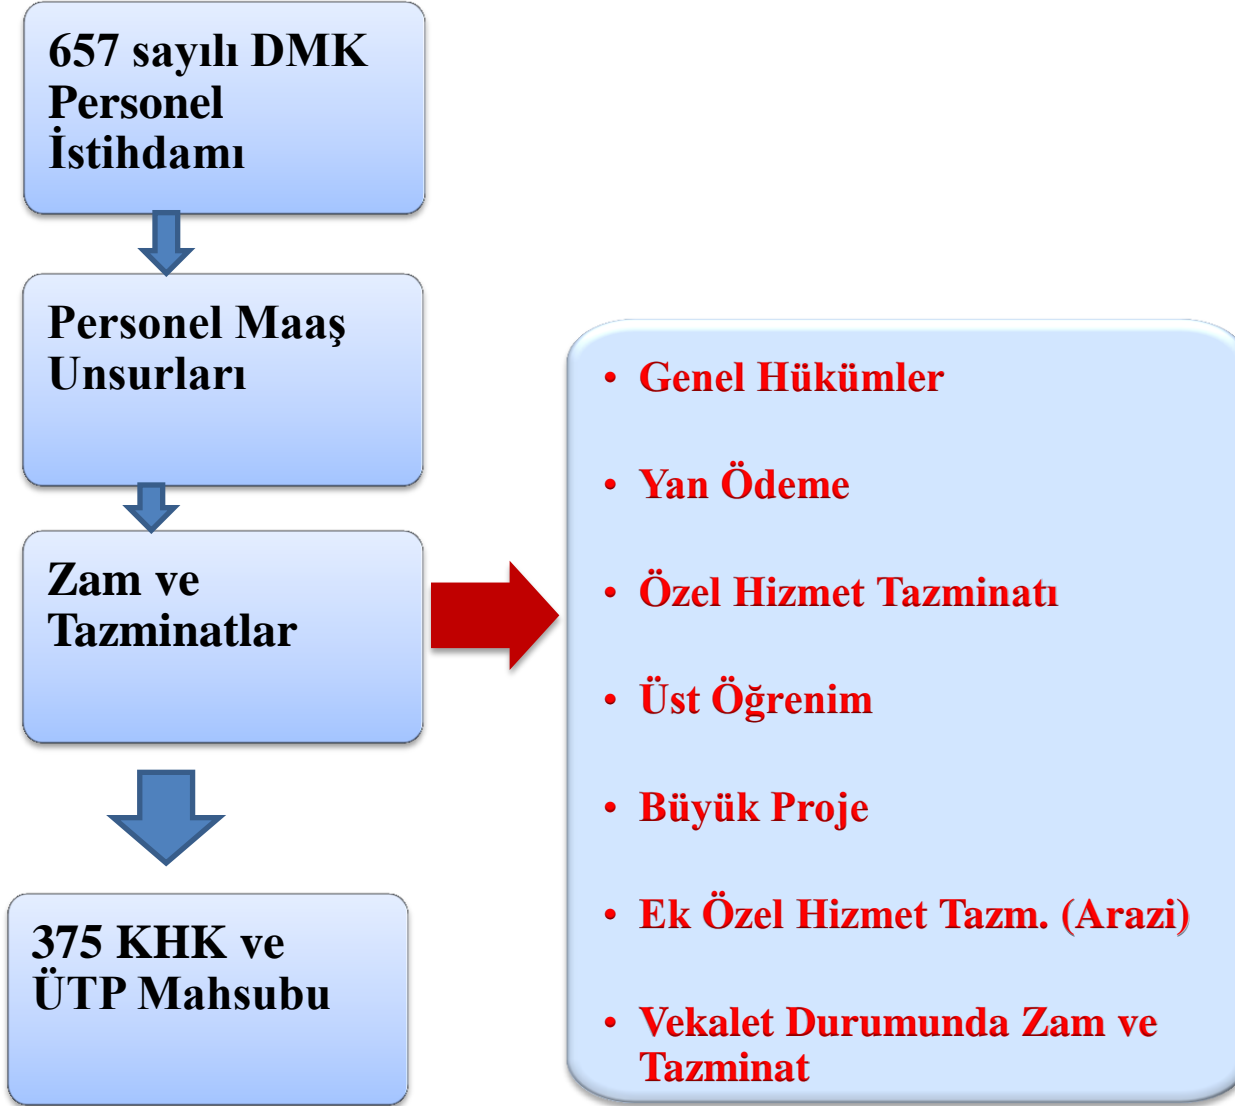 657 sayılı DMK
Personel
İstihdamı
Personel Maaş
Unsurları
Zam ve
Tazminatlar
375 KHK ve
ÜTP Mahsubu
• Genel Hükümler
• Yan Ödeme
• Özel Hizmet Tazminatı
• Üst Öğrenim
• Büyük Proje
• Ek Özel Hizmet Tazm. (Arazi)
• Vekalet Durumunda Zam ve
Tazminat